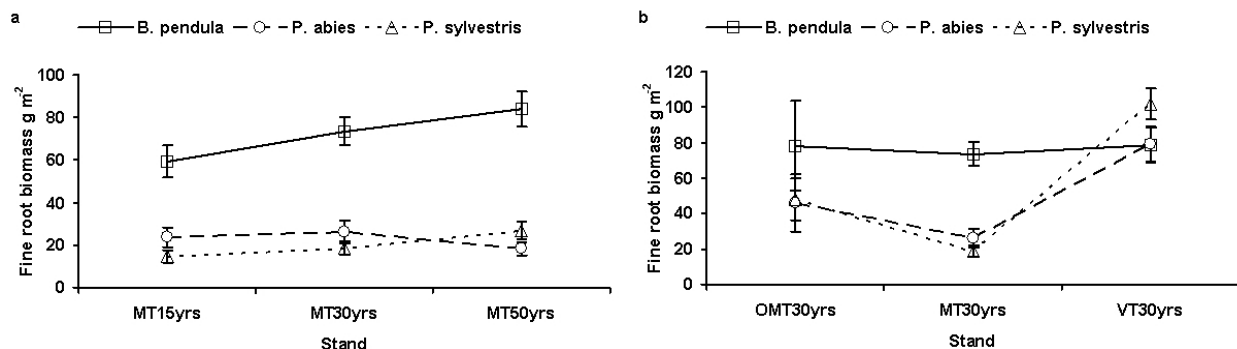 a
B. pendula P. abies P. sylvestris
Fine root biomass g m-2
100
80
60
40
20
0
MT15yrs MT30yrs MT50yrs
Stand
b
B. pendula P. abies P. sylvestris
Fine root biomass g m-2
120
100
80
60
40
20
0
OMT30yrs MT30yrs VT30yrs
Stand